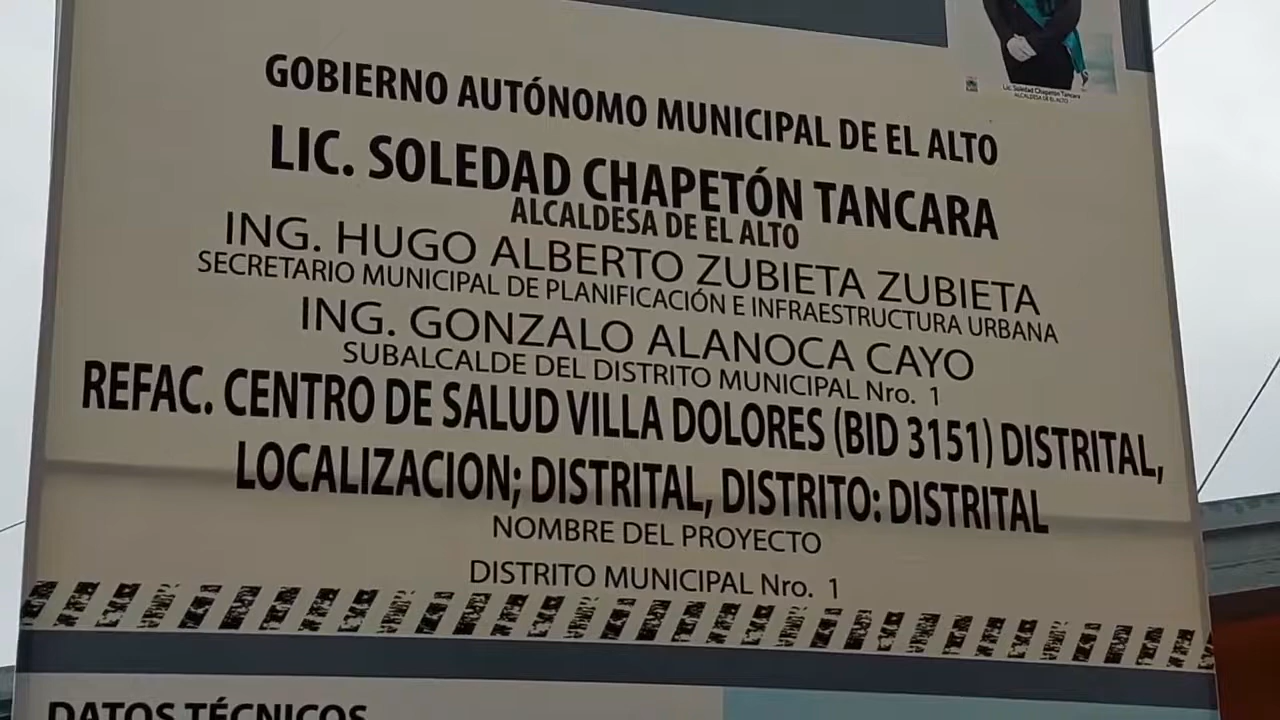 Lic. Soledad Chapetón Tancara
ALCALDESA DE EL ALTO
GOBIERNO AUTÓNOMO MUNICIPAL DE EL ALTO
LIC. SOLEDAD CHAPETÓN TANCARA
ALCALDESA DE EL ALTO
ING. HUGO ALBERTO ZUBIETA ZUBIETA
SECRETARIO MUNICIPAL DE PLANIFICACIÓN E INFRAESTRUCTURA URBANA
ING. GONZALO ALANOCA CAYO
SUBALCALDE DEL DISTRITO MUNICIPAL Nro. 1
REFAC. CENTRO DE SALUD VILLA DOLORES (BID 3151) DISTRITAL,
LOCALIZACION; DISTRITAL, DISTRITO: DISTRITAL
NOMBRE DEL PROYECTO
DISTRITO MUNICIPAL Nro. 1
DATOS TÉCNICOS